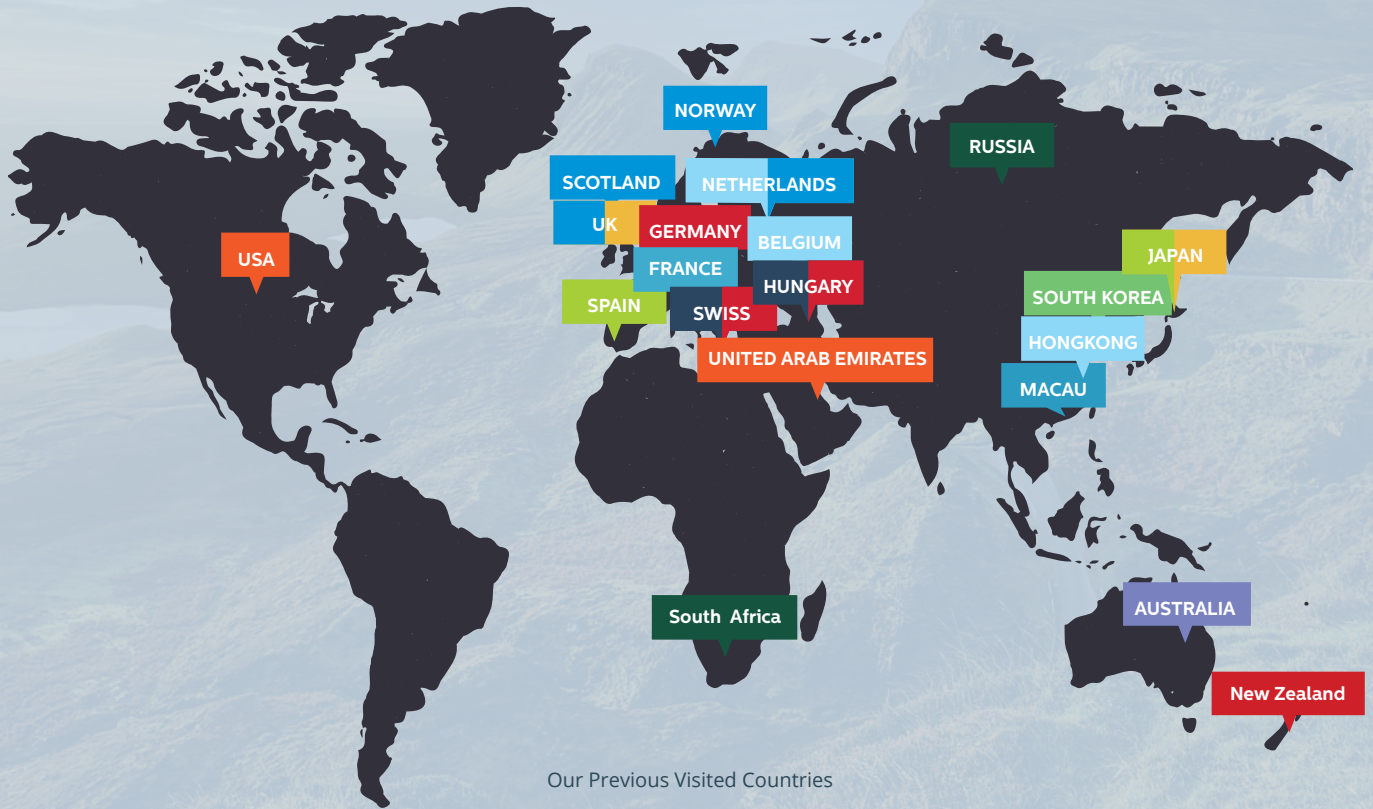 NORWAY
RUSSIA
SCOTLAND
NETHERLANDS
UK
GERMANY
BELGIUM
USA
JAPAN
FRANCE
HUNGARY
SOUTH KOREA
SPAIN
SWISS
HONGKONG
UNITED ARAB EMIRATES
MACAU
South Africa
AUSTRALIA
New Zealand
Our Previous Visited Countries